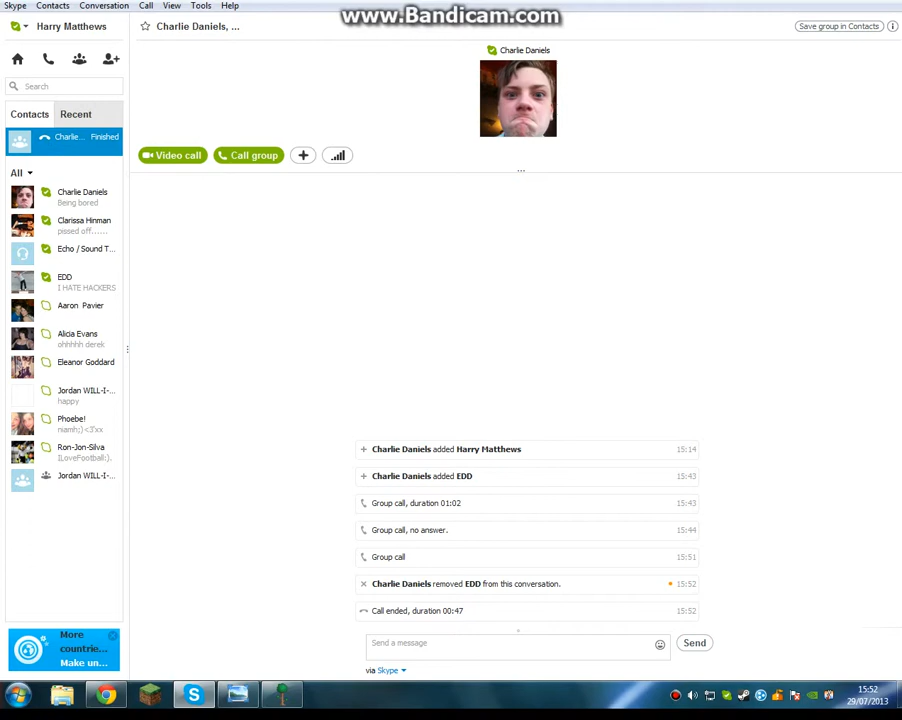 Skype Contacts Conversation Call View Tools Help
www.Bandicam.com
Harry Matthews
Charlie Daniels, ...
Save group in Contacts
Charlie Daniels
Search
Contacts Recent
Charlie... Finished
Video call
Call group
All
Charlie Daniels
Being bored
Clarissa Hinman
pissed off......
Echo / Sound T...
EDD
I HATE HACKERS
Aaron Pavier
Alicia Evans
ohhhhh derek
Eleanor Goddard
Jordan WILL-I-...
happy
Phoebe!
niamh;)<J'xx
Ron-Jon-Silva
ILoveFootball:).
Jordan WILL-I-...
Charlie Daniels added Harry Matthews 15:14
Charlie Daniels added EDD 15:43
Group call, duration 01:02 15:43
Group call, no answer. 15:44
Group call 15:51
Charlie Daniels removed EDD from this conversation. 15:52
Call ended, duration 00:47 15:52
Send a message
Send
via Skype
More
countrie...
Make un...
15:52
29/07/2013